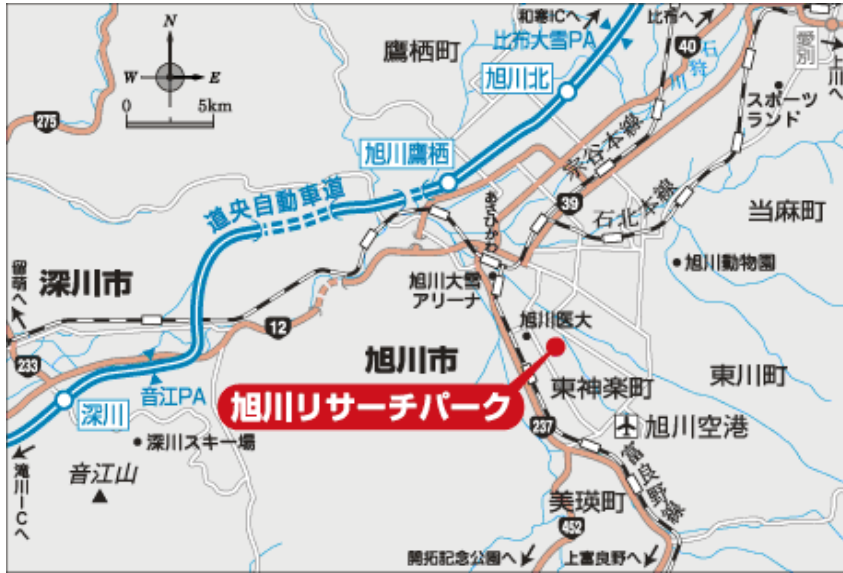 和寒ICへ
比布へ
N
W
E
0
5km
鷹栖町
比布大雪PA
40
石狩川
愛別
上川へ
275
旭川北
スポーツ
ランド
旭川鷹栖
宗谷本線
道央自動車道
あさひかわ
39
石北本線
当麻町
留萌へ
深川市
旭川大雪
アリーナ
旭川動物園
12
旭川医大
233
旭川市
音江PA
東神楽町
東川町
深川
旭川リサーチパーク
237
旭川空港
深川スキー場
滝川ICへ
音江山
富良野線
美瑛町
452
開拓記念公園へ
上富良野へ